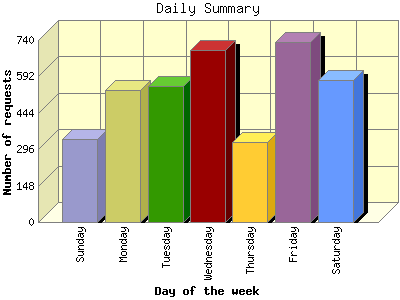 Daily Summary
740
592
444
296
148
0
Number of requests
Sunday
Monday
Tuesday
Wednesday
Thursday
Friday
Saturday
Day of the week